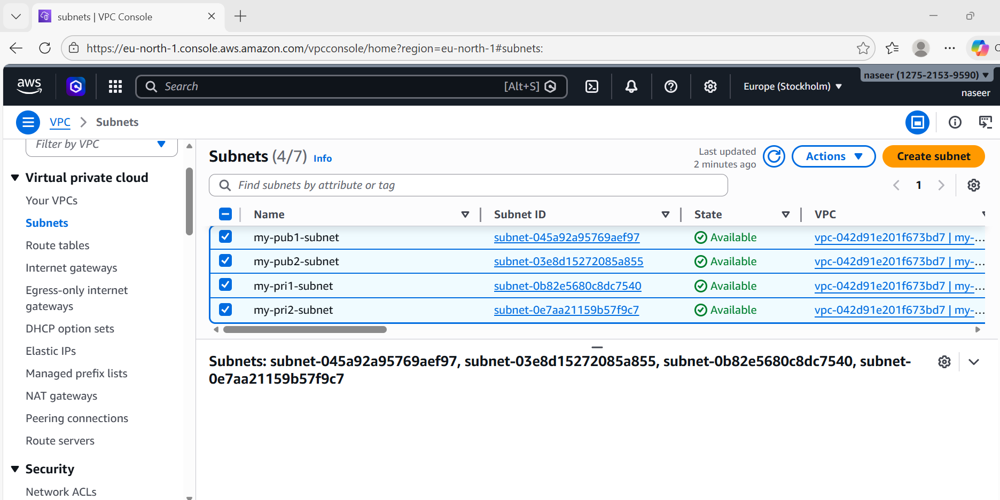 subnets | VPC Console
https://eu-north-1.console.aws.amazon.com/vpcconsole/home?region=eu-north-1#subnets:
aws
Search
[Alt+S]
Europe (Stockholm)
naseer (1275-2153-9590)
naseer
VPC
Subnets
Filter by VPC
Virtual private cloud
Your VPCs
Subnets
Route tables
Internet gateways
Egress-only internet
gateways
DHCP option sets
Elastic IPs
Managed prefix lists
NAT gateways
Peering connections
Route servers
Security
Network ACLs
Subnets (4/7) Info
Last updated
2 minutes ago
Actions
Create subnet
Find subnets by attribute or tag
1
Name Subnet ID State VPC
my-pub1-subnet subnet-045a92a95769aef97 Available vpc-042d91e201f673bd7 | my-...
my-pub2-subnet subnet-03e8d15272085a855 Available vpc-042d91e201f673bd7 | my-...
my-pri1-subnet subnet-0b82e5680c8dc7540 Available vpc-042d91e201f673bd7 | my-...
my-pri2-subnet subnet-0e7aa21159b57f9c7 Available vpc-042d91e201f673bd7 | my-...
Subnets: subnet-045a92a95769aef97, subnet-03e8d15272085a855, subnet-0b82e5680c8dc7540, subnet-
0e7aa21159b57f9c7